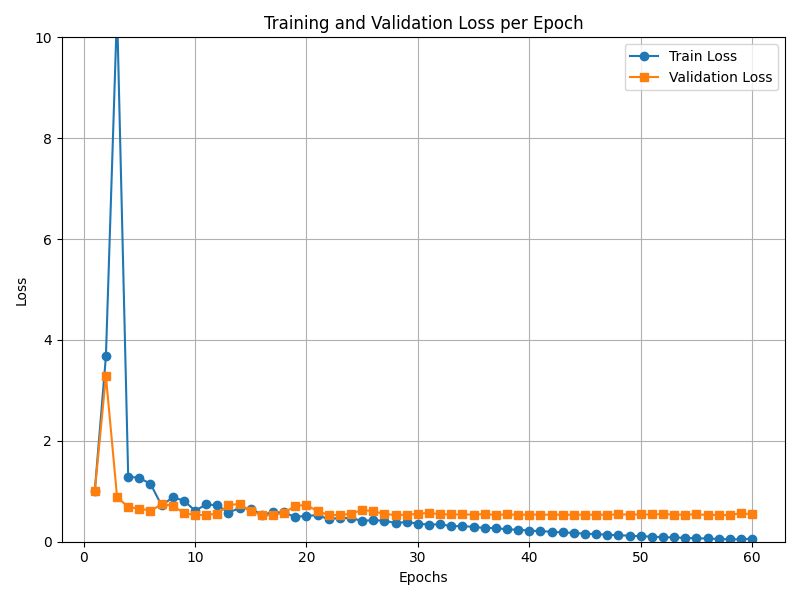 Training and Validation Loss per Epoch
Train Loss
Validation Loss
10
8
6
4
2
0
Loss
0 10 20 30 40 50 60
Epochs